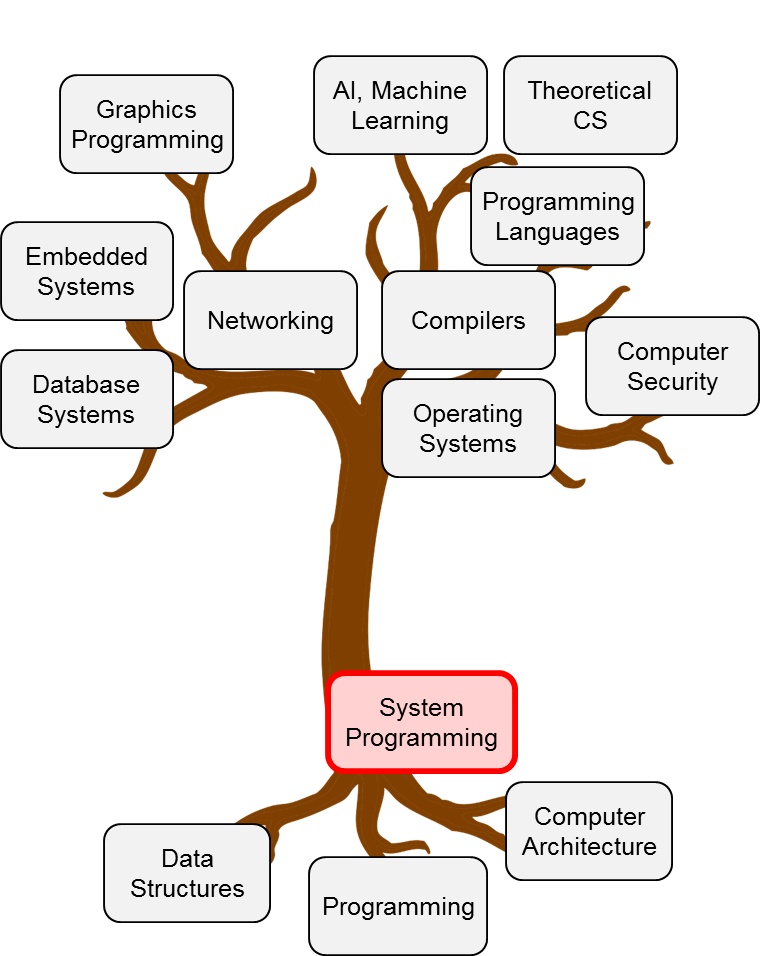 AI, Machine
Learning
Theoretical
CS
Graphics
Programming
Programming
Languages
Embedded
Systems
Networking
Compilers
Computer
Security
Database
Systems
Operating
Systems
System
Programming
Computer
Architecture
Data
Structures
Programming